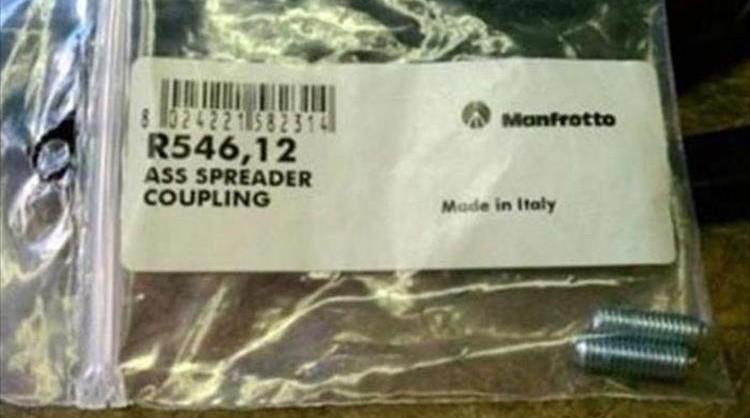 8 024221 582314
R546,12
ASS SPREADER
COUPLING
Manfrotto
Made in Italy